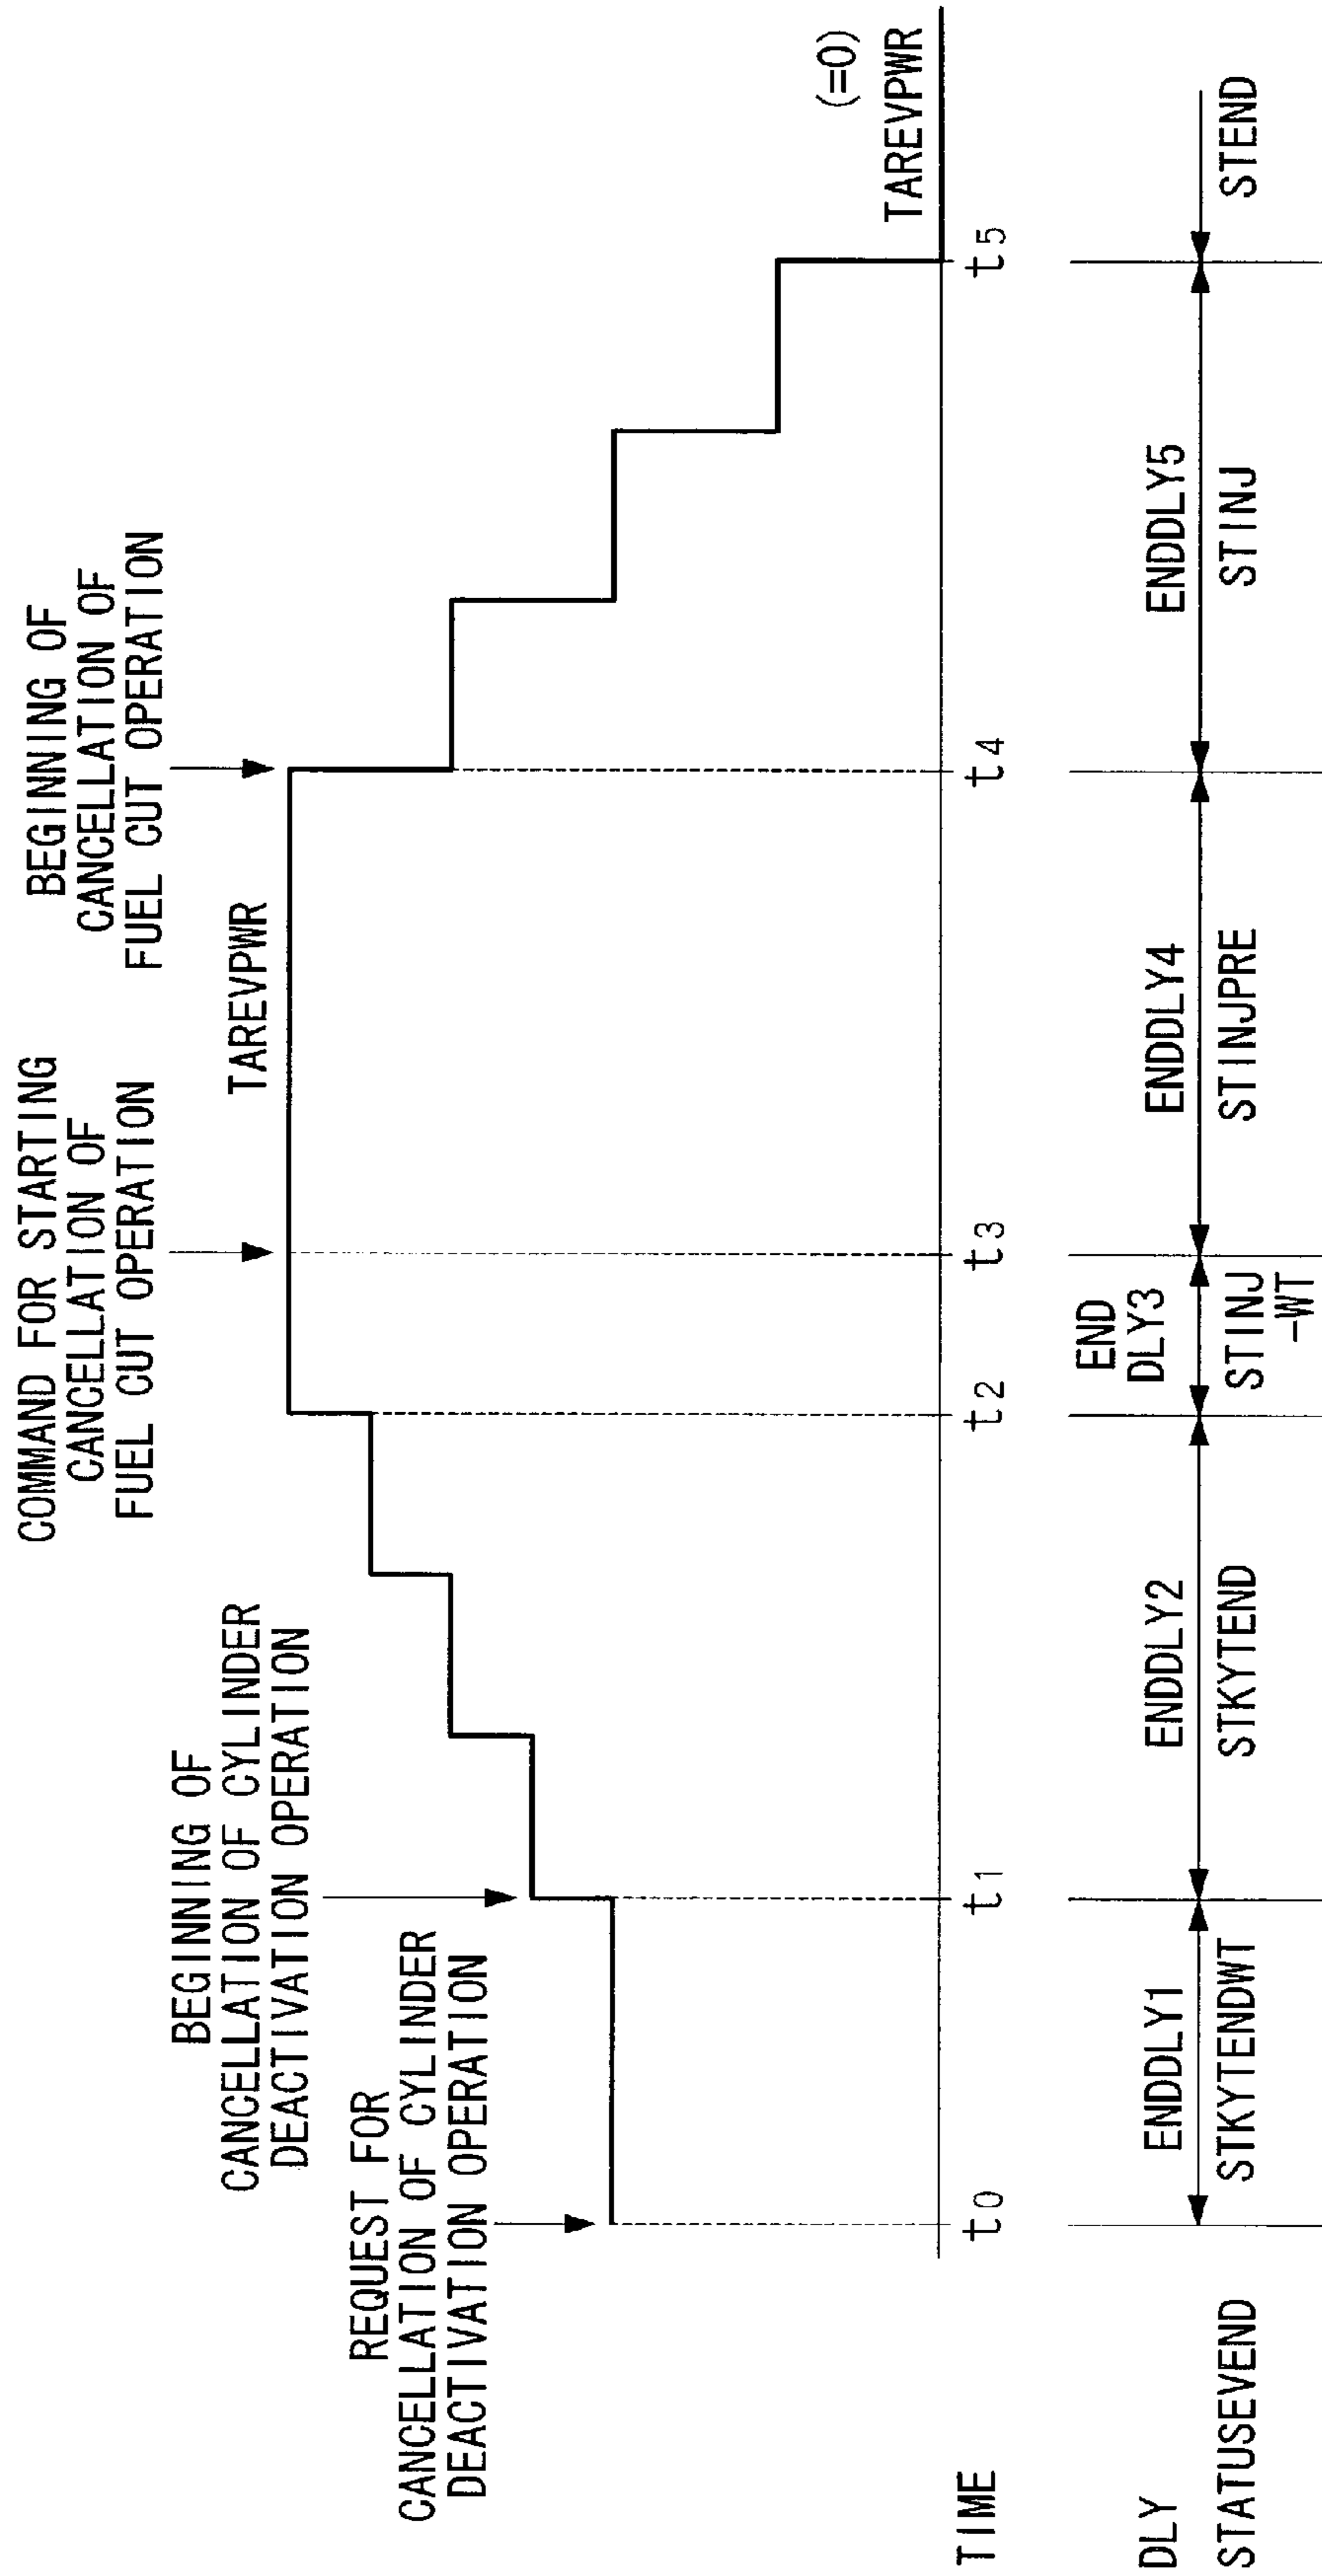 REQUEST FOR
CANCELLATION OF CYLINDER
DEACTIVATION OPERATION
BEGINNING OF
CANCELLATION OF CYLINDER
DEACTIVATION OPERATION
COMMAND FOR STARTING
CANCELLATION OF
FUEL CUT OPERATION
BEGINNING OF
CANCELLATION OF
FUEL CUT OPERATION
TAREVPWR
(=0)
TAREVPWR
TIME
t0
t1
t2
t3
t4
t5
DLY
ENDDLY1
ENDDLY2
END
DLY3
ENDDLY4
ENDDLY5
STATUSEVEND
STKYTENDWT
STKYTEND
STINJ
-WT
STINJPRE
STINJ
STEND